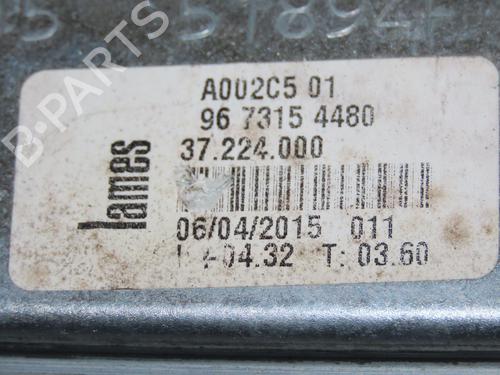 A002C5 01
96 7315 4480
37.224.000
lames
06/04/2015 011
04.32 T: 03.60
B-PARTS